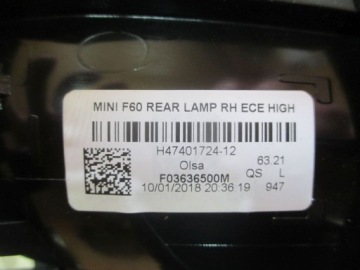 MINI F60 REAR LAMP RH ECE HIGH
H47401724-12
Olsa 63.21
QS L
F03636500M
10/01/2018 20:36:19 947